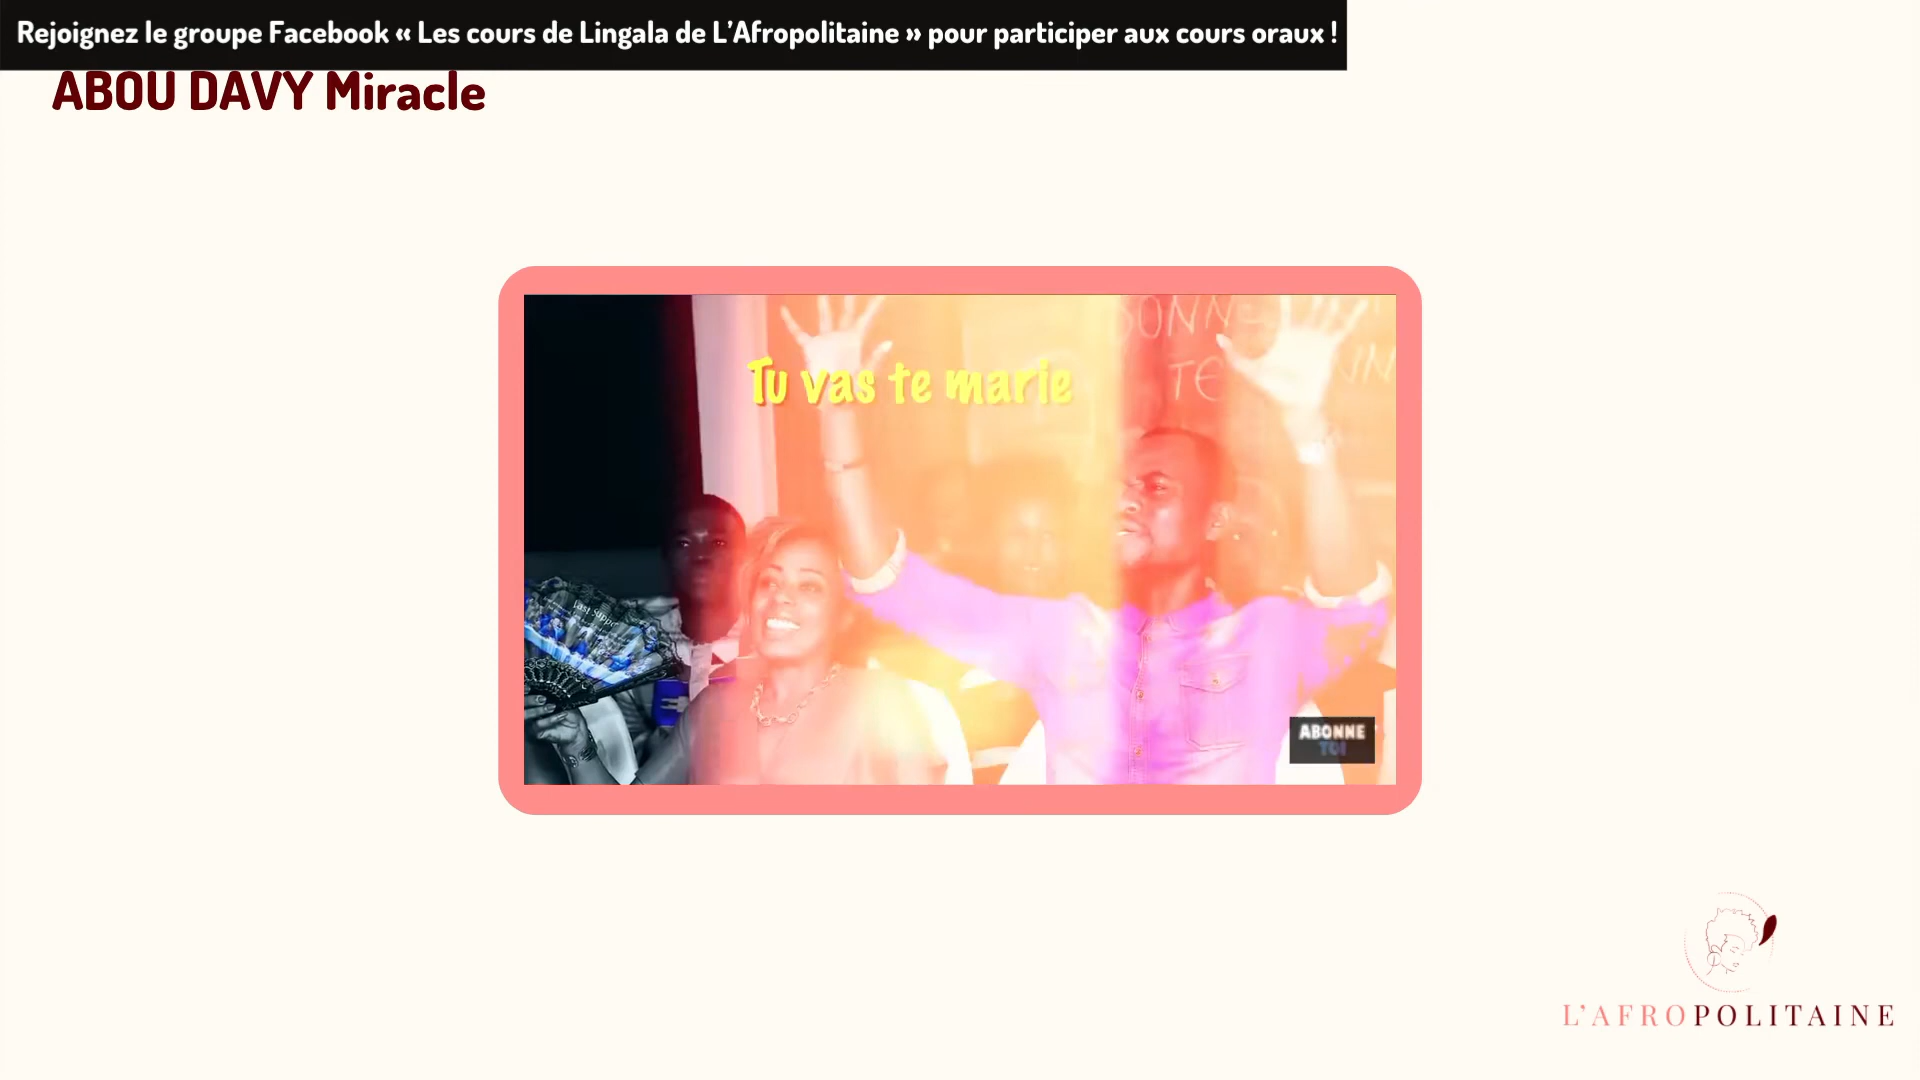 Rejoignez le groupe Facebook « Les cours de Lingala de L’Afropolitaine » pour participer aux cours oraux !
ABOU DAVY Miracle
Tu vas te marie
ABONNE
TOI
L’AFROPOLITAINE